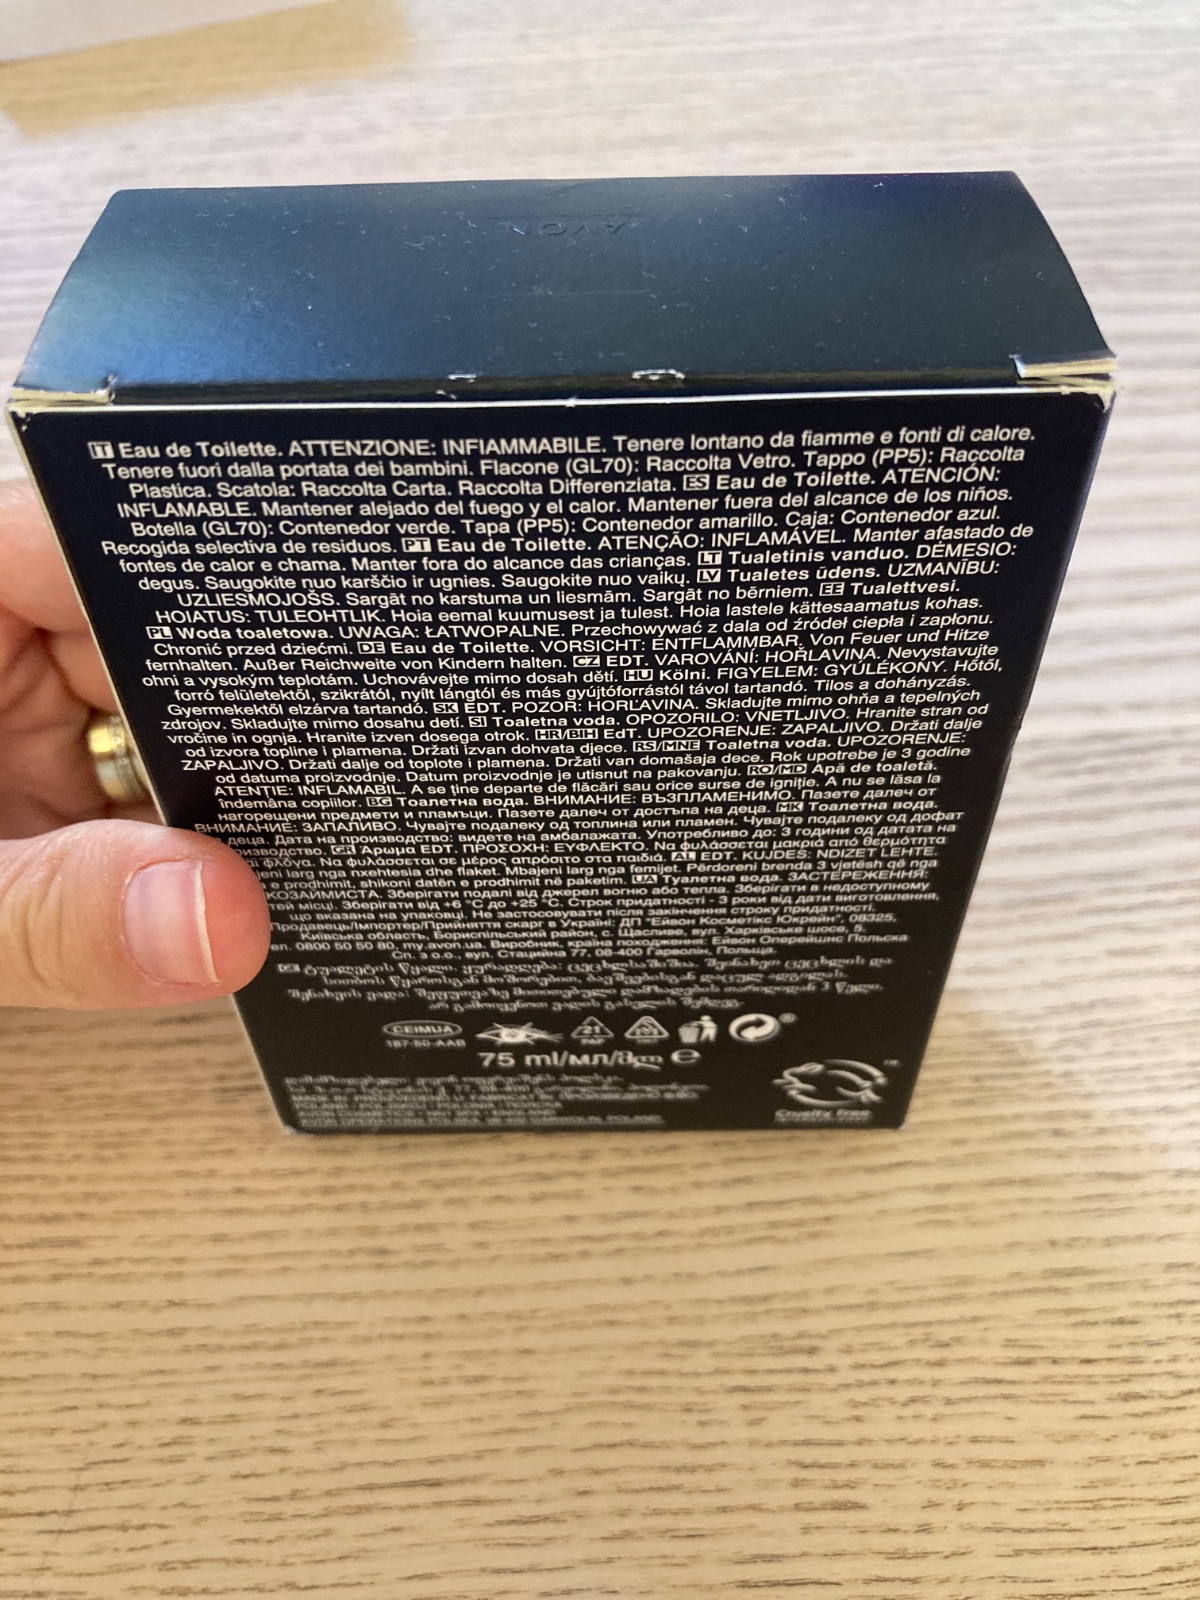 AVON
IT Eau de Toilette. ATTENZIONE: INFIAMMABILE. Tenere lontano da fiamme e fonti di calore.
Tenere fuori dalla portata dei bambini. Flacone (GL70): Raccolta Vetro. Tappo (PP5): Raccolta
Plastica. Scatola: Raccolta Carta. Raccolta Differenziata. ES Eau de Toilette. ATENCIÓN:
INFLAMABLE. Mantener alejado del fuego y el calor. Mantener fuera del alcance de los niños.
Botella (GL70): Contenedor verde. Tapa (PP5): Contenedor amarillo. Caja: Contenedor azul.
Recogida selectiva de residuos. PT Eau de Toilette. ATENÇÃO: INFLAMÁVEL. Manter afastado de
fontes de calor e chama. Manter fora do alcance das crianças. LT Tualetinis vanduo. DĖMESIO:
degus. Saugokite nuo karščio ir ugnies. Saugokite nuo vaikų. LV Tualetes ūdens. UZMANĪBU:
UZLIESMOJOŠS. Sargāt no karstuma un liesmām. Sargāt no bērniem. EE Tualettvesi.
HOIATUS: TULEOHTLIK. Hoia eemal kuumusest ja tulest. Hoia lastele kättesaamatus kohas.
PL Woda toaletowa. UWAGA: ŁATWOPALNE. Przechowywać z dala od źródeł ciepła i zapłonu.
Chronić przed dziećmi. DE Eau de Toilette. VORSICHT: ENTFLAMMBAR. Von Feuer und Hitze
fernhalten. Außer Reichweite von Kindern halten. CZ EDT. VAROVÁNÍ: HOŘLAVINA. Nevystavujte
ohni a vysokým teplotám. Uchovávejte mimo dosah dětí. HU Kölni. FIGYELEM: GYÚLÉKONY. Hőtől,
forró felületektől, szikrától, nyílt lángtól és más gyújtóforrástól távol tartandó. Tilos a dohányzás.
Gyermekektől elzárva tartandó. SK EDT. POZOR: HORĽAVINA. Skladujte mimo ohňa a tepelných
zdrojov. Skladujte mimo dosahu detí. SI Toaletna voda. OPOZORILO: VNETLJIVO. Hranite stran od
vročine in ognja. Hranite izven dosega otrok. HR/BIH EdT. UPOZORENJE: ZAPALJIVO. Držati dalje
od izvora topline i plamena. Držati izvan dohvata djece. RS/MNE Toaletna voda. UPOZORENJE:
ZAPALJIVO. Držati dalje od toplote i plamena. Držati van domašaja dece. Rok upotrebe je 3 godine
od datuma proizvodnje. Datum proizvodnje je utisnut na pakovanju. RO/MD Apă de toaletă.
ATENȚIE: INFLAMABIL. A se ține departe de flăcări sau orice surse de igniție. A nu se lăsa la
îndemâna copiilor. BG Тоалетна вода. ВНИМАНИЕ: ВЪЗПЛАМЕНИМО. Пазете далеч от
нагорещени предмети и пламъци. Пазете далеч от достъпа на деца. MK Тоалетна вода.
ВНИМАНИЕ: ЗАПАЛИВО. Чувајте подалеку од топлина или пламен. Чувајте подалеку од дофат
деца. Дата на производство: видете на амбалажата. Употребливо до: 3 години од датата на
GR Άρωμα EDT. ΠΡΟΣΟΧΗ: ΕΥΦΛΕΚΤΟ. Να φυλάσσεται μακριά από θερμότητα
φλόγα. Να φυλάσσεται σε μέρος απρόσιτο στα παιδιά. AL EDT. KUJDES: NDIZET LEHTE.
larg nga nxehtesia dhe flaket. Mbajeni larg nga femijet. Përdoreni brenda 3 vjetësh që nga
e prodhimit, shikoni datën e prodhimit në paketim. UA Туалетна вода. ЗАСТЕРЕЖЕННЯ:
Зберігати подалі від джерел вогню або тепла. Зберігати в недоступному
місці. Зберігати від +6 °C до +25 °C. Строк придатності - 3 роки від дати виготовлення,
що вказана на упаковці. Не застосовувати після закінчення строку придатності.
Продавець/Імпортер/Прийняття скарг в Україні: ДП "Ейвон Косметікс Юкрейн", 08325,
Київська область, Бориспільський район, с. Щасливе, вул. Харківське шосе, 5.
0800 50 50 80, my.avon.ua. Виробник, країна походження: Ейвон Оперейшнс Польска
Сп. з о.о., вул. Стаційна 77, 08-400 Гарволін, Польща.
CEIMUA
187-50-AAB
21
PAP
75 ml/мл/მლ e
Cruelty Free